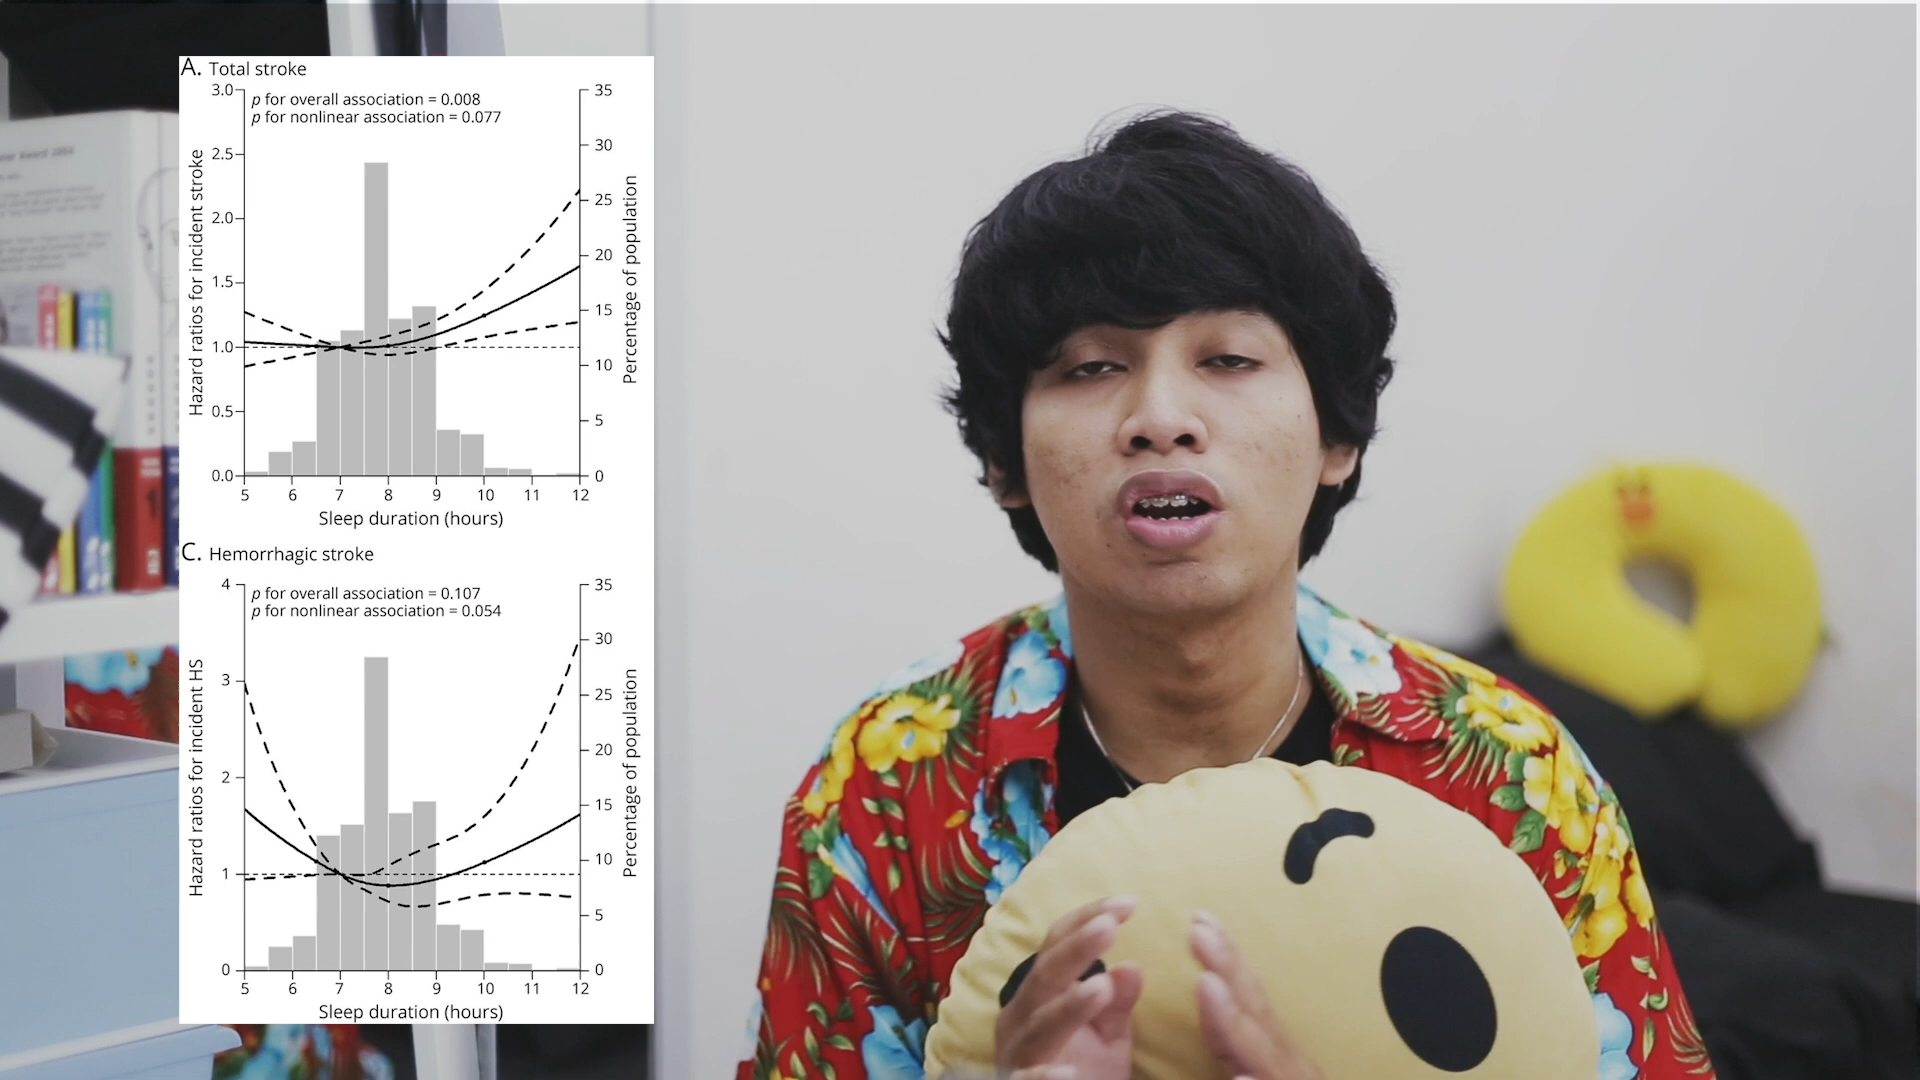 A. Total stroke
p for overall association = 0.008
p for nonlinear association = 0.077
Hazard ratios for incident stroke
3.0
2.5
2.0
1.5
1.0
0.5
0.0
35
30
25
20
15
10
5
0
Percentage of population
5 6 7 8 9 10 11 12
Sleep duration (hours)
C. Hemorrhagic stroke
p for overall association = 0.107
p for nonlinear association = 0.054
Hazard ratios for incident HS
4
3
2
1
0
35
30
25
20
15
10
5
0
Percentage of population
5 6 7 8 9 10 11 12
Sleep duration (hours)